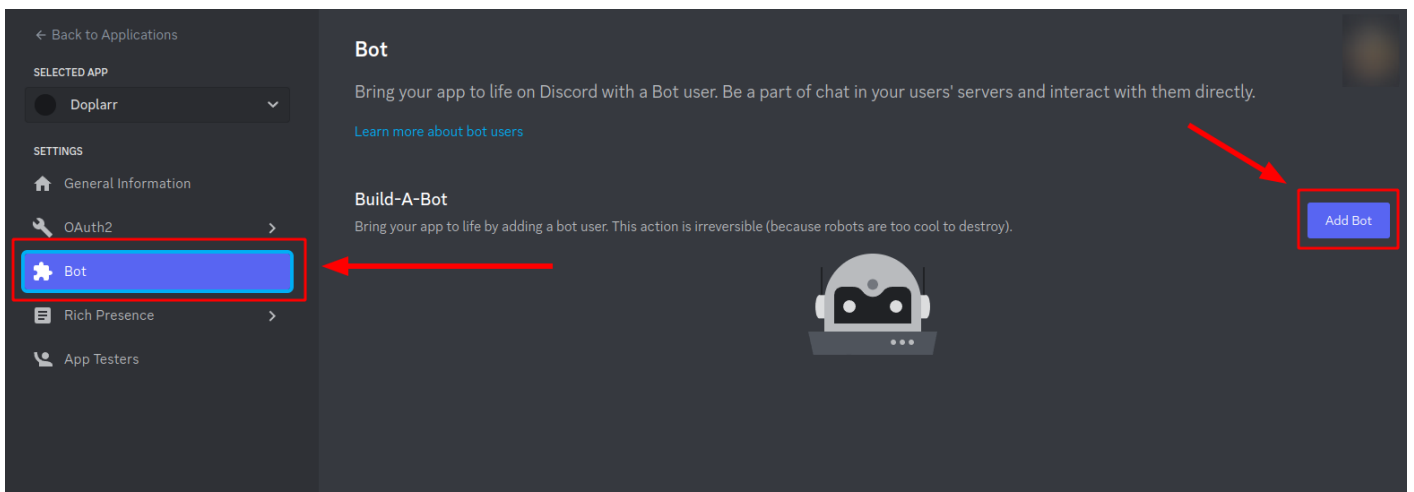 ← Back to Applications
SELECTED APP
Doplarr
SETTINGS
General Information
OAuth2
Bot
Rich Presence
App Testers
Bot
Bring your app to life on Discord with a Bot user. Be a part of chat in your users' servers and interact with them directly.
Learn more about bot users
Build-A-Bot
Bring your app to life by adding a bot user. This action is irreversible (because robots are too cool to destroy).
Add Bot